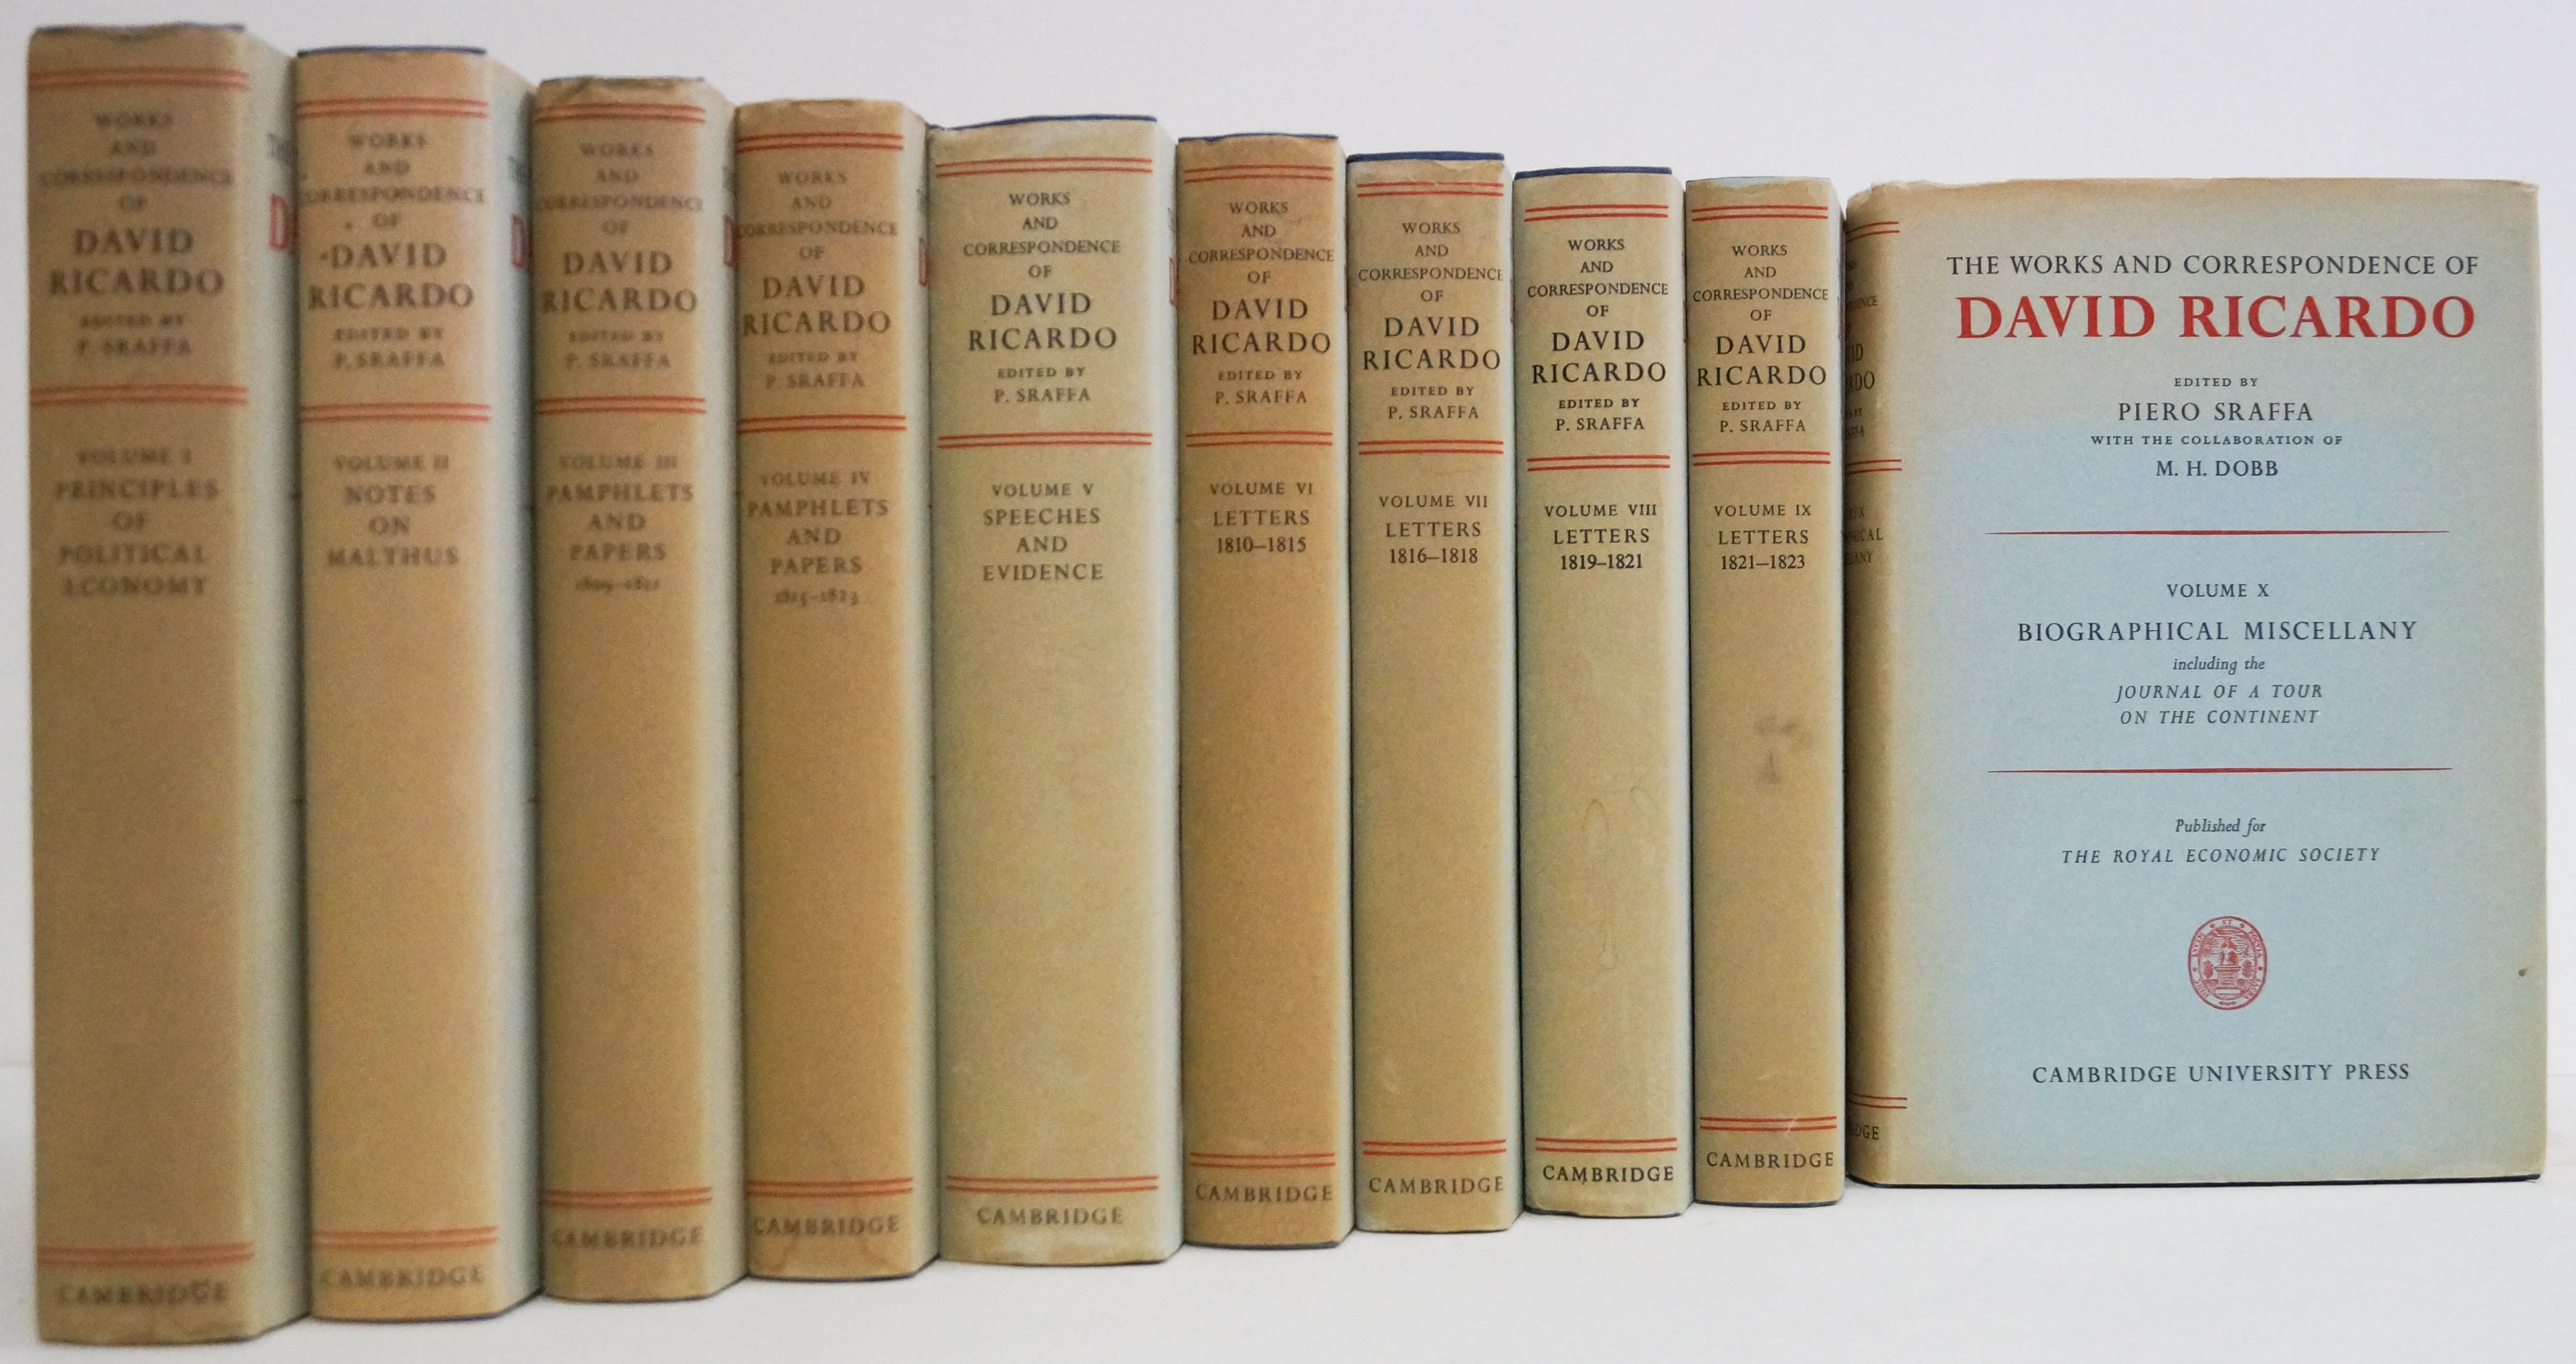 WORKS
AND
CORRESPONDENCE
OF
DAVID
RICARDO
EDITED BY
P. SRAFFA
VOLUME I
PRINCIPLES
OF
POLITICAL
ECONOMY
CAMBRIDGE
D
WORKS
AND
CORRESPONDENCE
OF
DAVID
RICARDO
EDITED BY
P. SRAFFA
VOLUME II
NOTES
ON
MALTHUS
CAMBRIDGE
D
WORKS
AND
CORRESPONDENCE
OF
DAVID
RICARDO
EDITED BY
P. SRAFFA
VOLUME III
PAMPHLETS
AND
PAPERS
CAMBRIDGE
WORKS
AND
CORRESPONDENCE
OF
DAVID
RICARDO
EDITED BY
P. SRAFFA
VOLUME IV
PAMPHLETS
AND
PAPERS
1815–1823
CAMBRIDGE
WORKS
AND
CORRESPONDENCE
OF
DAVID
RICARDO
EDITED BY
P. SRAFFA
VOLUME V
SPEECHES
AND
EVIDENCE
CAMBRIDGE
WORKS
AND
CORRESPONDENCE
OF
DAVID
RICARDO
EDITED BY
P. SRAFFA
VOLUME VI
LETTERS
1810–1815
CAMBRIDGE
WORKS
AND
CORRESPONDENCE
OF
DAVID
RICARDO
EDITED BY
P. SRAFFA
VOLUME VII
LETTERS
1816–1818
CAMBRIDGE
WORKS
AND
CORRESPONDENCE
OF
DAVID
RICARDO
EDITED BY
P. SRAFFA
VOLUME VIII
LETTERS
1819–1821
CAMBRIDGE
WORKS
AND
CORRESPONDENCE
OF
DAVID
RICARDO
EDITED BY
P. SRAFFA
VOLUME IX
LETTERS
1821–1823
CAMBRIDGE
THE WORKS AND CORRESPONDENCE OF
DAVID RICARDO
EDITED BY
PIERO SRAFFA
WITH THE COLLABORATION OF
M. H. DOBB
VOLUME X
BIOGRAPHICAL MISCELLANY
including the
JOURNAL OF A TOUR
ON THE CONTINENT
Published for
THE ROYAL ECONOMIC SOCIETY
CAMBRIDGE UNIVERSITY PRESS